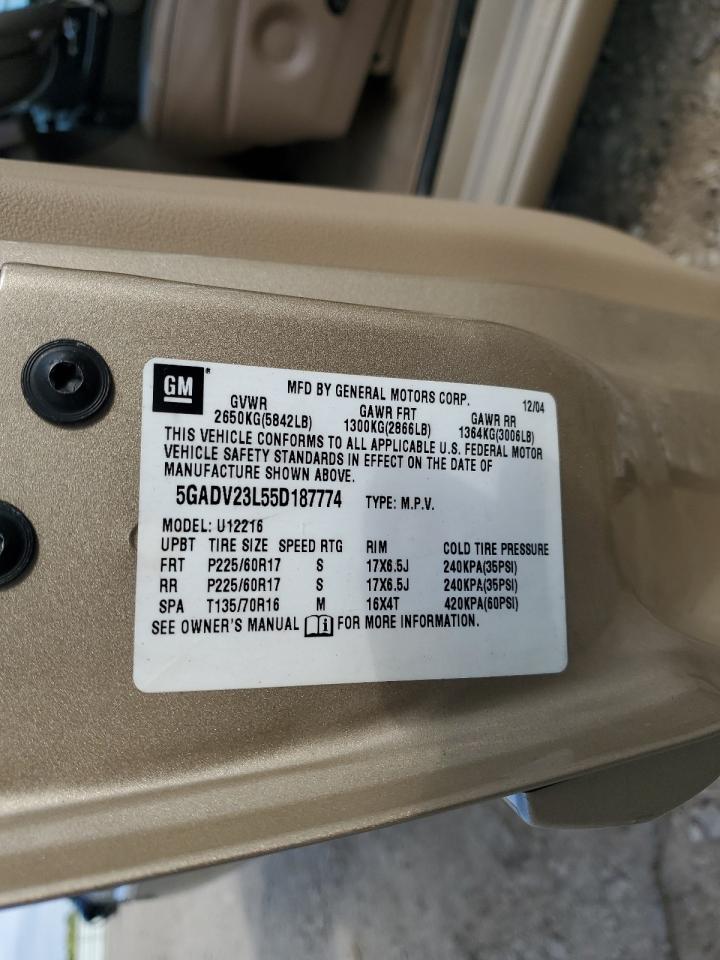 GM ® MFD BY GENERAL MOTORS CORP. 12/04
GVWR GAWR FRT GAWR RR
2650KG(5842LB) 1300KG(2866LB) 1364KG(3006LB)
THIS VEHICLE CONFORMS TO ALL APPLICABLE U.S. FEDERAL MOTOR
VEHICLE SAFETY STANDARDS IN EFFECT ON THE DATE OF
MANUFACTURE SHOWN ABOVE.
5GADV23L55D187774 TYPE: M.P.V.
MODEL: U12216
UPBT TIRE SIZE SPEED RTG RIM COLD TIRE PRESSURE
FRT P225/60R17 S 17X6.5J 240KPA(35PSI)
RR P225/60R17 S 17X6.5J 240KPA(35PSI)
SPA T135/70R16 M 16X4T 420KPA(60PSI)
SEE OWNER'S MANUAL i FOR MORE INFORMATION.